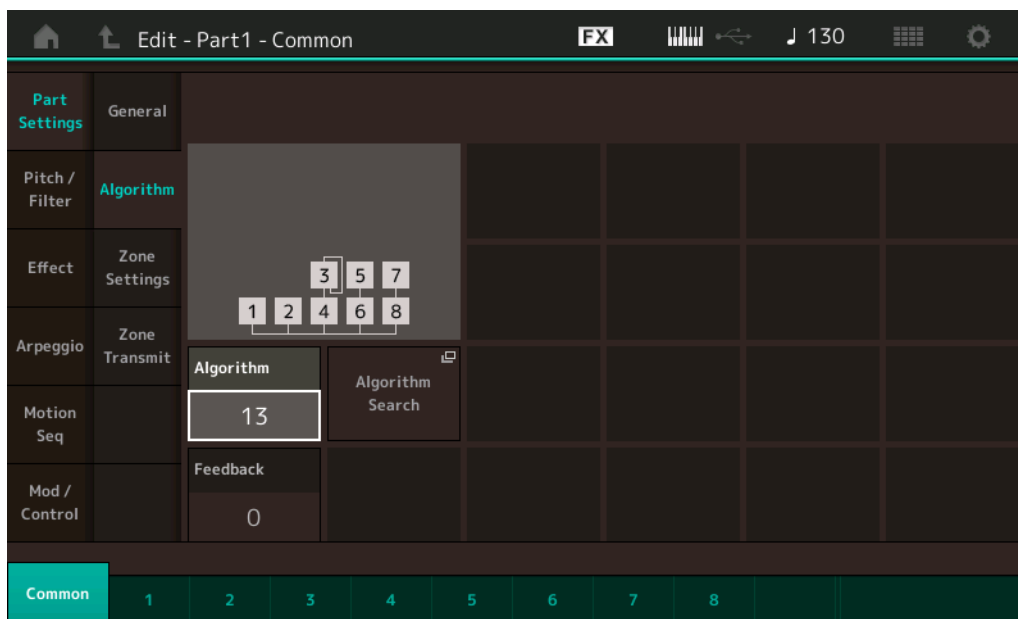 Edit - Part1 - Common
FX
♩ 130
Part
Settings
General
Pitch /
Filter
Algorithm
Effect
Zone
Settings
3 5 7
1 2 4 6 8
Arpeggio
Zone
Transmit
Algorithm
13
Algorithm
Search
Motion
Seq
Feedback
0
Mod /
Control
Common 1 2 3 4 5 6 7 8